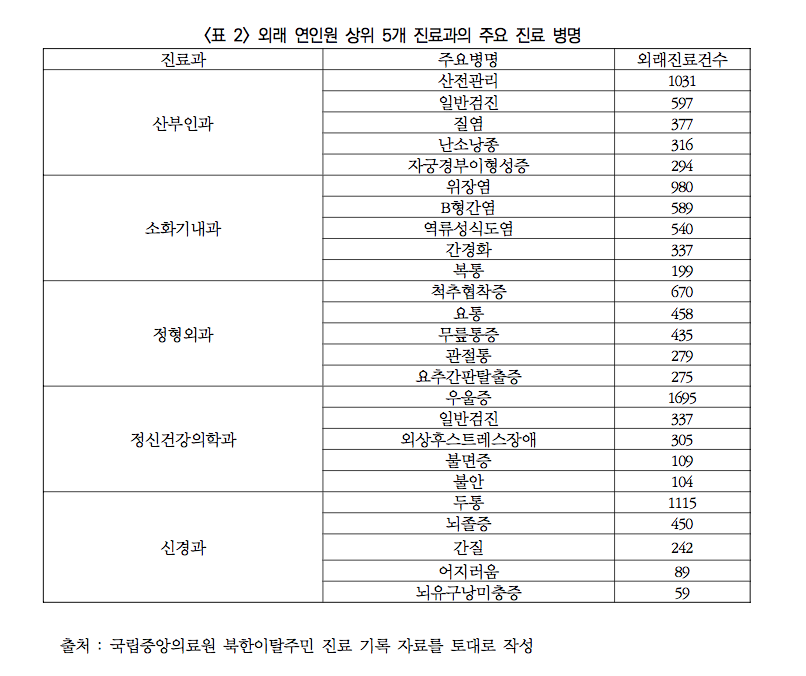 <표 2> 외래 연인원 상위 5개 진료과의 주요 진료 병명
진료과 주요병명 외래진료건수
산부인과 산전관리 1031
일반검진 597
질염 377
난소낭종 316
자궁경부이형성증 294
소화기내과 위장염 980
B형간염 589
역류성식도염 540
간경화 337
복통 199
정형외과 척추협착증 670
요통 458
무릎통증 435
관절통 279
요추간판탈출증 275
정신건강의학과 우울증 1695
일반검진 337
외상후스트레스장애 305
불면증 109
불안 104
신경과 두통 1115
뇌졸증 450
간질 242
어지러움 89
뇌유구낭미충증 59
출처 : 국립중앙의료원 북한이탈주민 진료 기록 자료를 토대로 작성